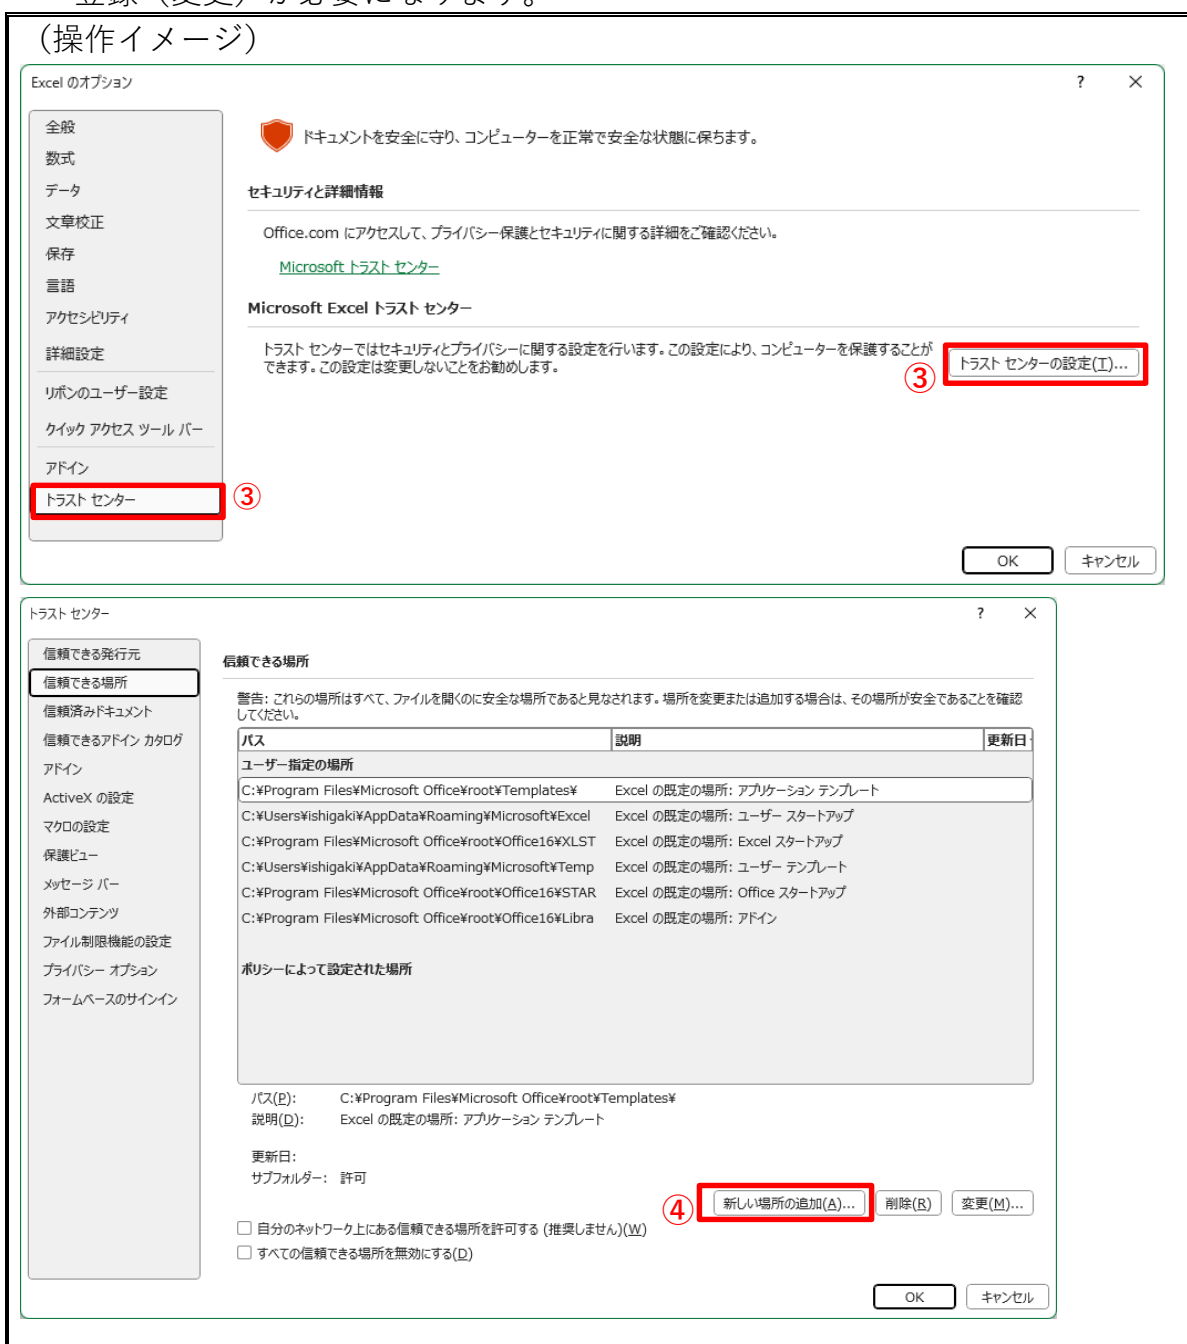 登録（変更）が必要になります。
（操作イメージ）
Excel のオプション
?
全般
数式
データ
文章校正
保存
言語
アクセシビリティ
詳細設定
リボンのユーザー設定
クイック アクセス ツール バー
アドイン
トラスト センター
③
ドキュメントを安全に守り、コンピューターを正常で安全な状態に保ちます。
セキュリティと詳細情報
Office.com にアクセスして、プライバシー保護とセキュリティに関する詳細をご確認ください。
Microsoft トラスト センター
Microsoft Excel トラスト センター
トラスト センターではセキュリティとプライバシーに関する設定を行います。この設定により、コンピューターを保護することが
できます。この設定は変更しないことをお勧めします。
③
トラスト センターの設定(T)...
OK
キャンセル
トラスト センター
?
信頼できる発行元
信頼できる場所
信頼済みドキュメント
信頼できるアドイン カタログ
アドイン
ActiveX の設定
マクロの設定
保護ビュー
メッセージ バー
外部コンテンツ
ファイル制限機能の設定
プライバシー オプション
フォームベースのサインイン
信頼できる場所
警告: これらの場所はすべて、ファイルを開くのに安全な場所であると見なされます。場所を変更または追加する場合は、その場所が安全であることを確認
してください。
パス 説明 更新日
ユーザー指定の場所
C:¥Program Files¥Microsoft Office¥root¥Templates¥ Excel の既定の場所: アプリケーション テンプレート
C:¥Users¥ishigaki¥AppData¥Roaming¥Microsoft¥Excel Excel の既定の場所: ユーザー スタートアップ
C:¥Program Files¥Microsoft Office¥root¥Office16¥XLST Excel の既定の場所: Excel スタートアップ
C:¥Users¥ishigaki¥AppData¥Roaming¥Microsoft¥Temp Excel の既定の場所: ユーザー テンプレート
C:¥Program Files¥Microsoft Office¥root¥Office16¥STAR Excel の既定の場所: Office スタートアップ
C:¥Program Files¥Microsoft Office¥root¥Office16¥Libra Excel の既定の場所: アドイン
ポリシーによって設定された場所
パス(P): C:¥Program Files¥Microsoft Office¥root¥Templates¥
説明(D): Excel の既定の場所: アプリケーション テンプレート
更新日:
サブフォルダー: 許可
④
新しい場所の追加(A)... 削除(R) 変更(M)...
自分のネットワーク上にある信頼できる場所を許可する (推奨しません)(W)
すべての信頼できる場所を無効にする(D)
OK
キャンセル